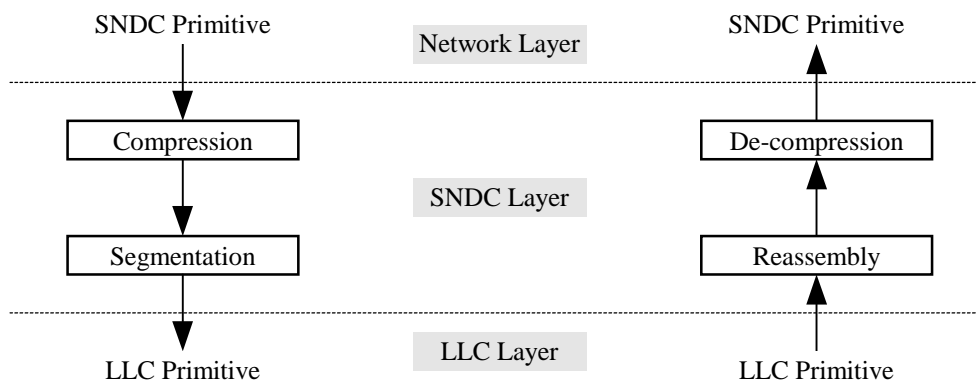 SNDC Primitive
Network Layer
SNDC Primitive
Compression
De-compression
SNDC Layer
Segmentation
Reassembly
LLC Primitive
LLC Layer
LLC Primitive